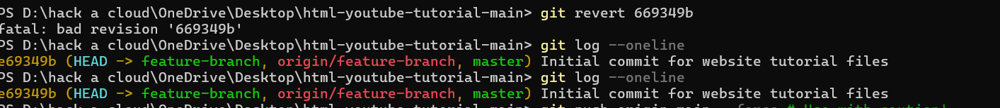 PS D:\hack a cloud\OneDrive\Desktop\html-youtube-tutorial-main> git revert 669349b
fatal: bad revision '669349b'
PS D:\hack a cloud\OneDrive\Desktop\html-youtube-tutorial-main> git log --oneline
e69349b (HEAD -> feature-branch, origin/feature-branch, master) Initial commit for website tutorial files
PS D:\hack a cloud\OneDrive\Desktop\html-youtube-tutorial-main> git log --oneline
e69349b (HEAD -> feature-branch, origin/feature-branch, master) Initial commit for website tutorial files
PS D:\hack a cloud\OneDrive\Desktop\html-youtube-tutorial-main> git push origin main --force # Use with caution!